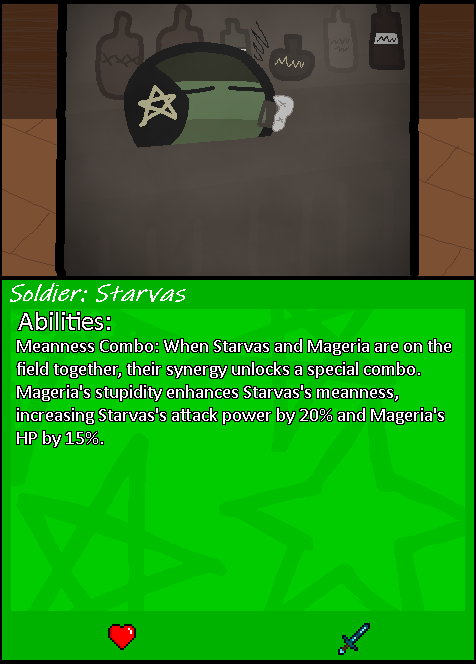 Soldier: Starvas
Abilities:
Meanness Combo: When Starvas and Mageria are on the
field together, their synergy unlocks a special combo.
Mageria's stupidity enhances Starvas's meanness,
increasing Starvas's attack power by 20% and Mageria's
HP by 15%.